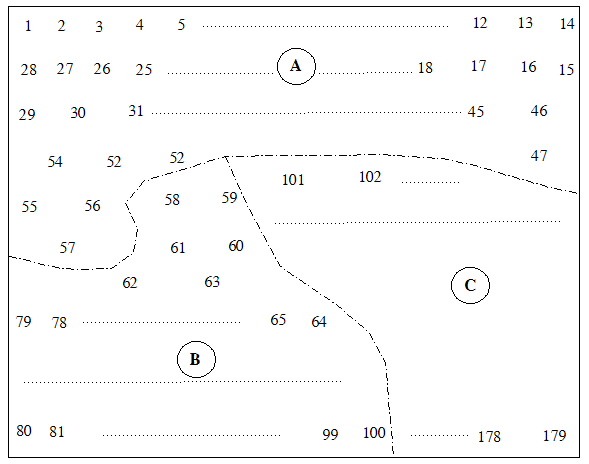 1 2 3 4 5 ........ 12 13 14
28 27 26 25 ........ 18 17 16 15
A
29 30 31 ........ 45 46
54 52 52 47
101 102 ........
55 56 58 59
57 61 60
62 63
C
79 78 ........ 65 64
B
80 81 ........ 99 100 ........ 178 179